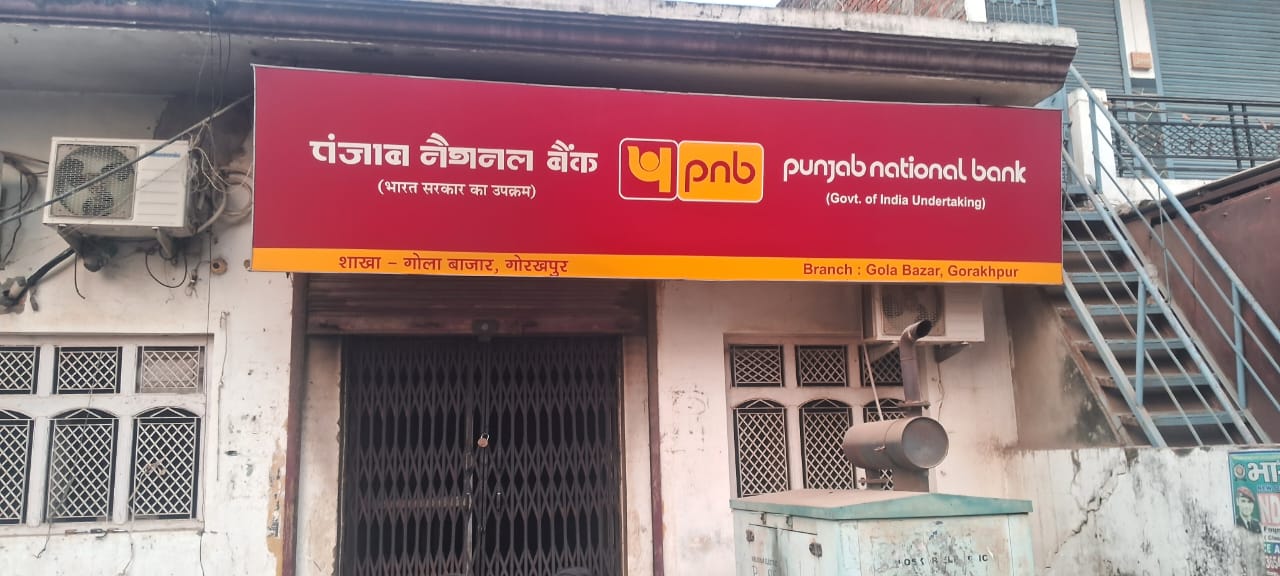 पंजाब नैशनल बैंक
(भारत सरकार का उपक्रम)
प pnb
punjab national bank
(Govt. of India Undertaking)
शाखा – गोला बाजार, गोरखपुर
Branch : Gola Bazar, Gorakhpur